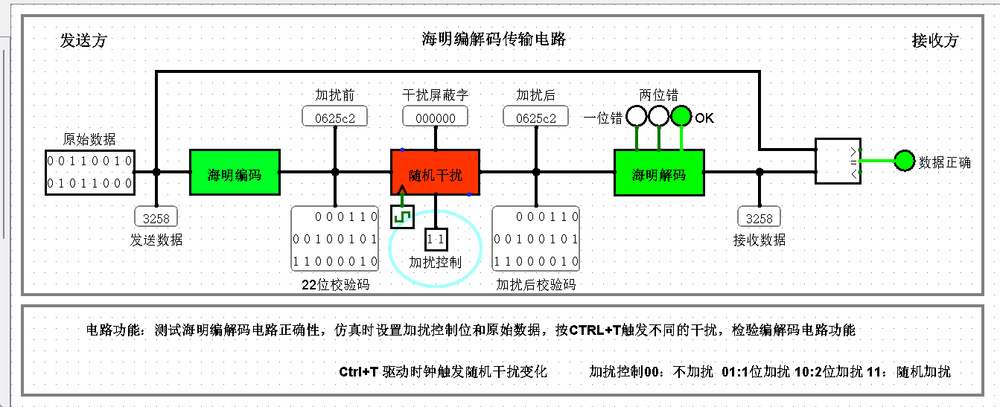 发送方
海明编解码传输电路
接收方
加扰前
干扰屏蔽字
加扰后
两位错
0625c2
000000
0625c2
一位错
OK
原始数据
0 0 1 1 0 0 1 0
0 1 0 1 1 0 0 0
海明编码
随机干扰
海明解码
>
=
<
数据正确
3258
发送数据
0 0 0 1 1 0
0 0 1 0 0 1 0 1
1 1 0 0 0 0 1 0
22位校验码
1 1
加扰控制
0 0 0 1 1 0
0 0 1 0 0 1 0 1
1 1 0 0 0 0 1 0
加扰后校验码
3258
接收数据
电路功能：测试海明编解码电路正确性，仿真时设置加扰控制位和原始数据，按CTRL+T触发不同的干扰，检验编解码电路功能
Ctrl+T 驱动时钟触发随机干扰变化
加扰控制00：不加扰 01:1位加扰 10:2位加扰 11：随机加扰